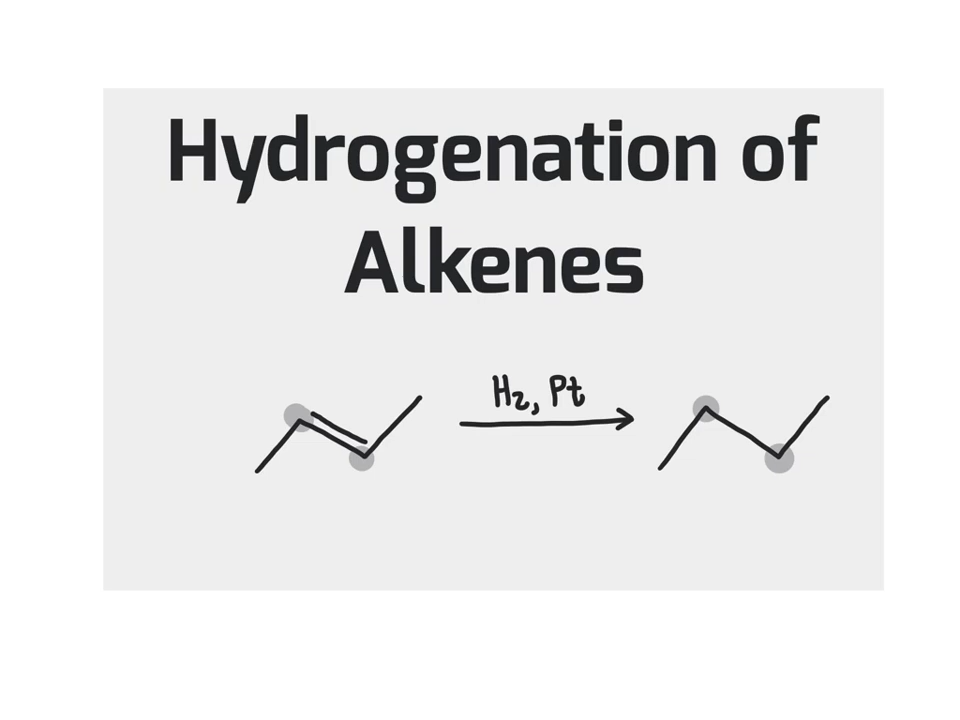 Hydrogenation of
Alkenes
H₂, Pt